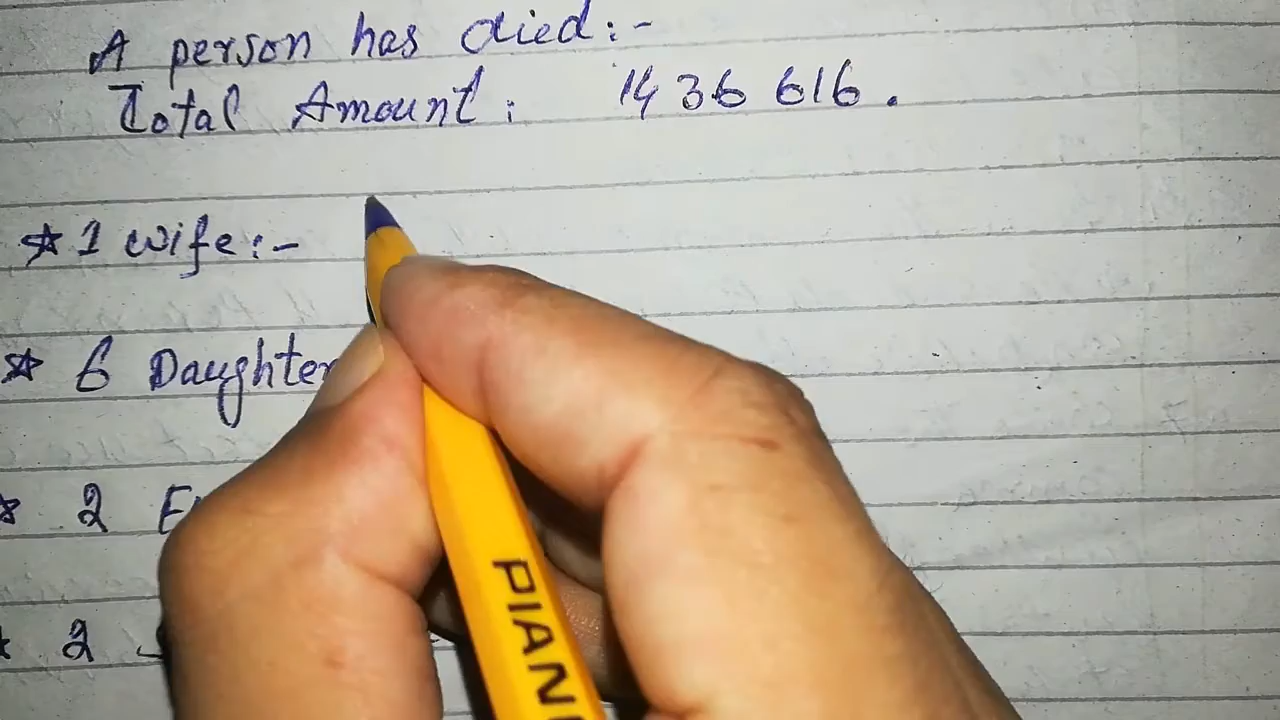 A person has died:-
Total Amount: 1436616.
☆ 1 wife:-
☆ 6 Daughter
☆ 2
☆ 2
PIANO